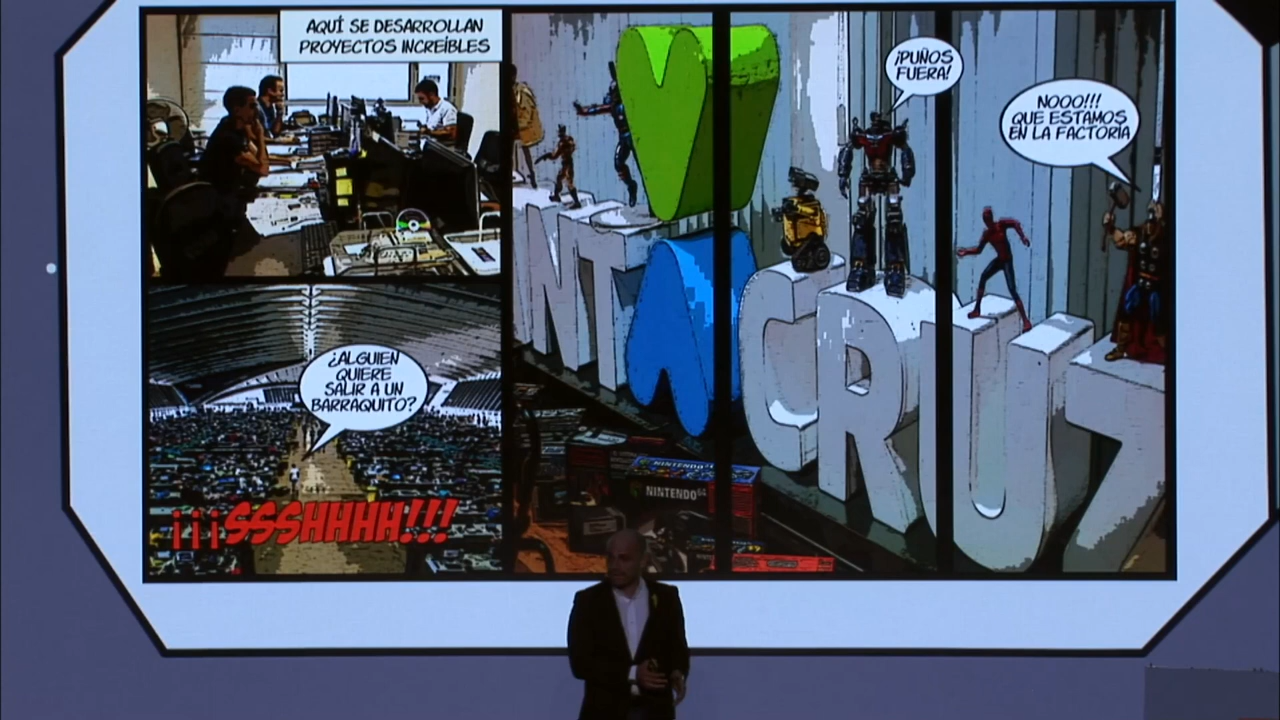 AQUÍ SE DESARROLLAN
PROYECTOS INCREÍBLES
¿ALGUIEN
QUIERE
SALIR A UN
BARRAQUITO?
¡¡¡SSSHHHH!!!
¡PUÑOS
FUERA!
NOOO!!!
QUE ESTAMOS
EN LA FACTORÍA
NT
CRUZ
NINTENDO64
NINTENDO64